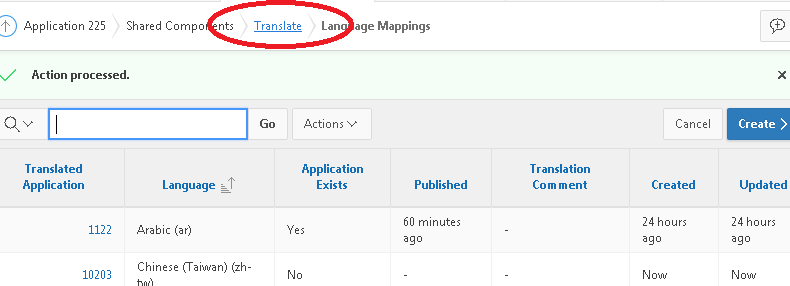 Application 225 Shared Components Translate Language Mappings
Action processed.
Go Actions Cancel Create
Translated Application Language Application Exists Published Translation Comment Created Updated
1122 Arabic (ar) Yes 60 minutes ago - 24 hours ago 24 hours ago
10203 Chinese (Taiwan) (zh-tw) No - - Now Now